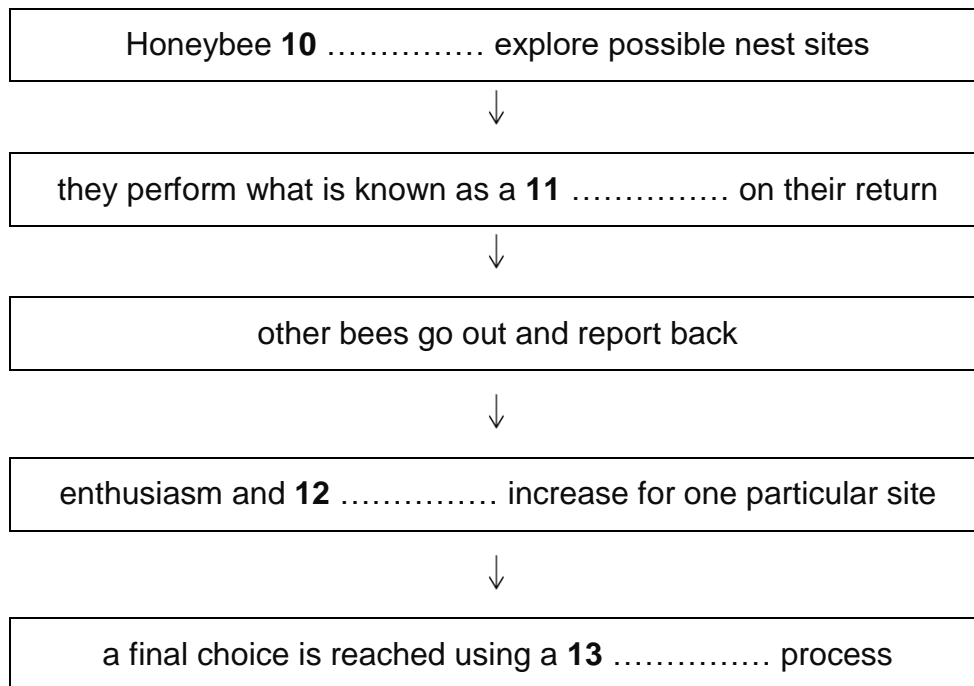 Honeybee 10 …………… explore possible nest sites
they perform what is known as a 11 …………… on their return
other bees go out and report back
enthusiasm and 12 …………… increase for one particular site
a final choice is reached using a 13 …………… process